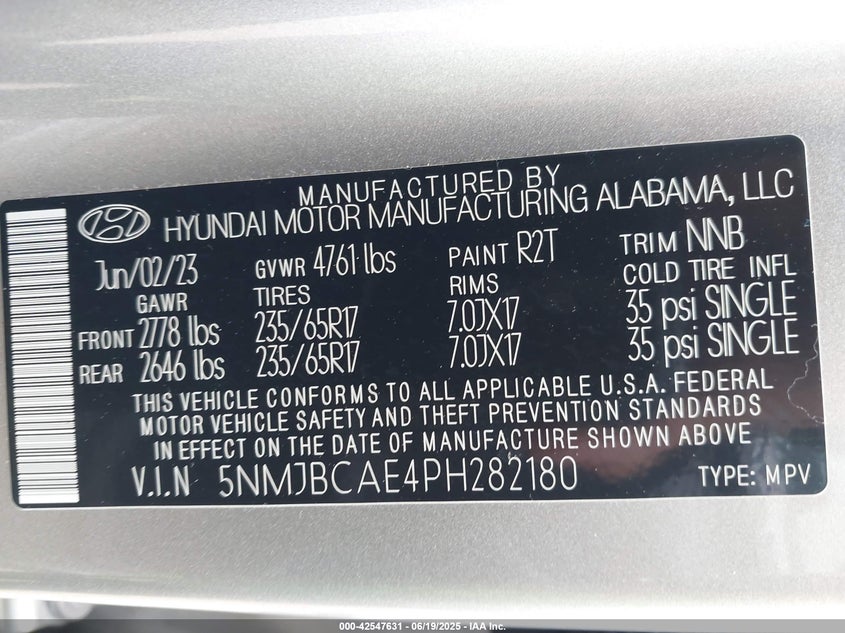 MANUFACTURED BY
HYUNDAI MOTOR MANUFACTURING ALABAMA, LLC
Jun/02/23 GVWR 4761 lbs PAINT R2T TRIM NNB
GAWR TIRES RIMS COLD TIRE INFL
FRONT 2778 lbs 235/65R17 7.0JX17 35 psi SINGLE
REAR 2646 lbs 235/65R17 7.0JX17 35 psi SINGLE
THIS VEHICLE CONFORMS TO ALL APPLICABLE U.S.A. FEDERAL
MOTOR VEHICLE SAFETY AND THEFT PREVENTION STANDARDS
IN EFFECT ON THE DATE OF MANUFACTURE SHOWN ABOVE
V.I.N 5NMJBCAE4PH282180 TYPE: MPV
000-42547631 - 06/19/2025 - IAA Inc.